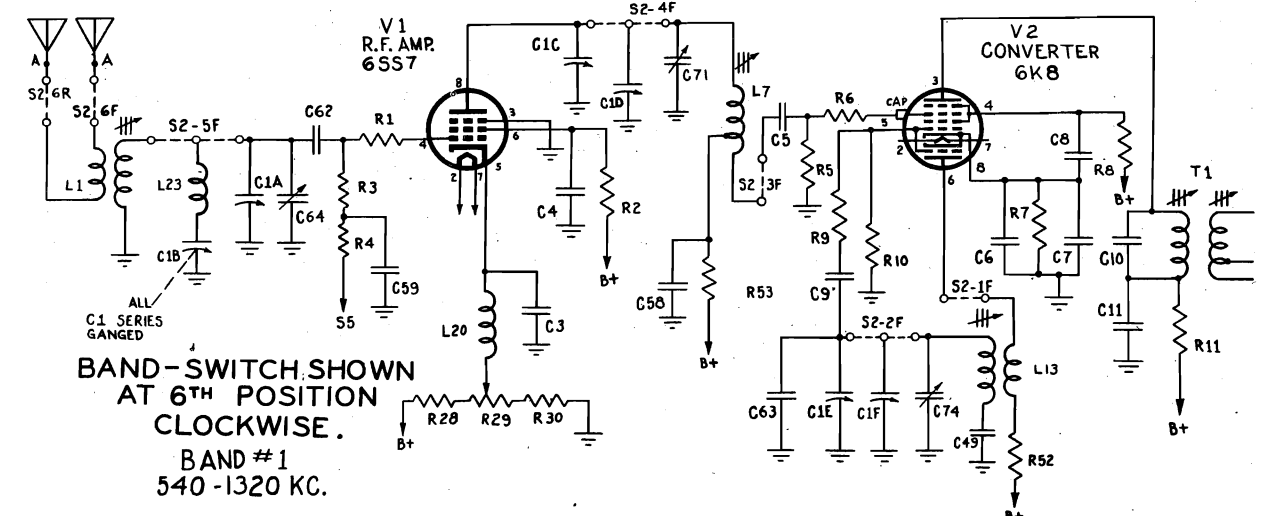 V1
R.F. AMP.
6SS7
V2
CONVERTER
6K8
A
A
S2 6R
S2 6F
L1
S2-5F
L23
C1B
C1A
C64
C62
R1
R3
R4
C59
S5
ALL
C1 SERIES
GANGED
8
3
6
4
2
7
5
C1C
S2-4F
C1D
C71
C4
R2
B+
L20
C3
R28
R29
R30
B+
L7
C5
R6
R5
S2 3F
C58
R53
B+
CAP
3
4
5
2
7
8
6
R9
R10
C9
C8
R8
B+
R7
C6
C7
T1
C10
C11
R11
B+
S2-1F
S2-2F
L13
C63
C1E
C1F
C74
C49
R52
B+
BAND-SWITCH SHOWN
AT 6TH POSITION
CLOCKWISE.
BAND #1
540-1320 KC.